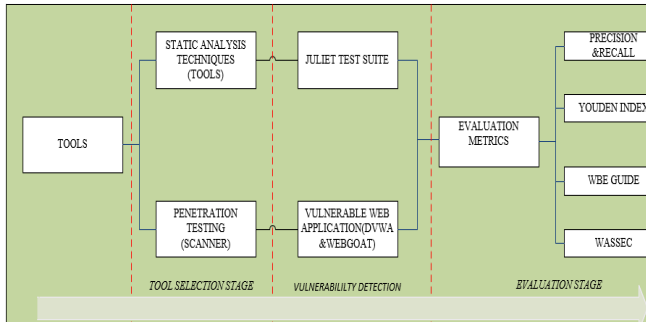 TOOLS
STATIC ANALYSIS
TECHNIQUES
(TOOLS)
PENETRATION
TESTING
(SCANNER)
TOOL SELECTION STAGE
JULIET TEST SUITE
VULNERABLE WEB
APPLICATION(DVWA
&WEBGOAT)
VULNERABILILTY DETECTION
EVALUATION
METRICS
PRECISION
&RECALL
YOUDEN INDEX
WBE GUIDE
WASSEC
EVALUATION STAGE